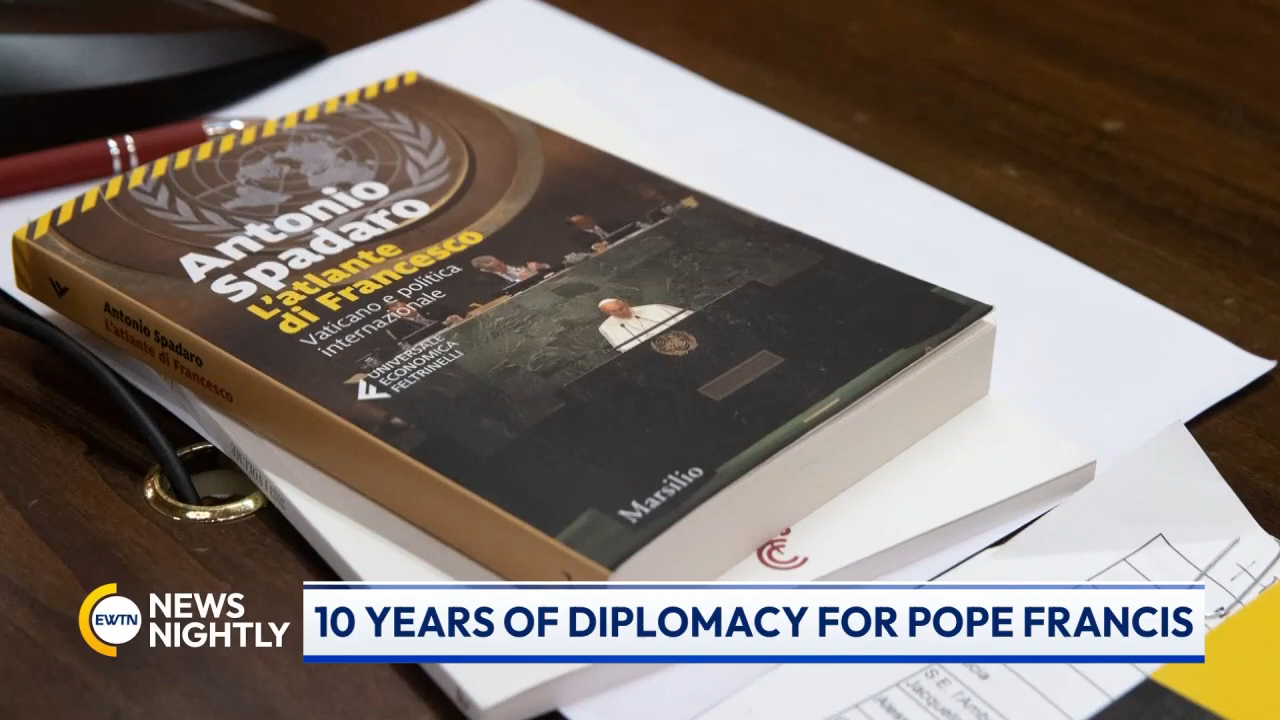 Antonio
Spadaro
L'atlante
di Francesco
Vaticano e politica
internazionale
UNIVERSALE
ECONOMICA
FELTRINELLI
Marsilio
Antonio Spadaro
L'atlante di Francesco
S.E. l'Amb
EWTN
NEWS
NIGHTLY
10 YEARS OF DIPLOMACY FOR POPE FRANCIS